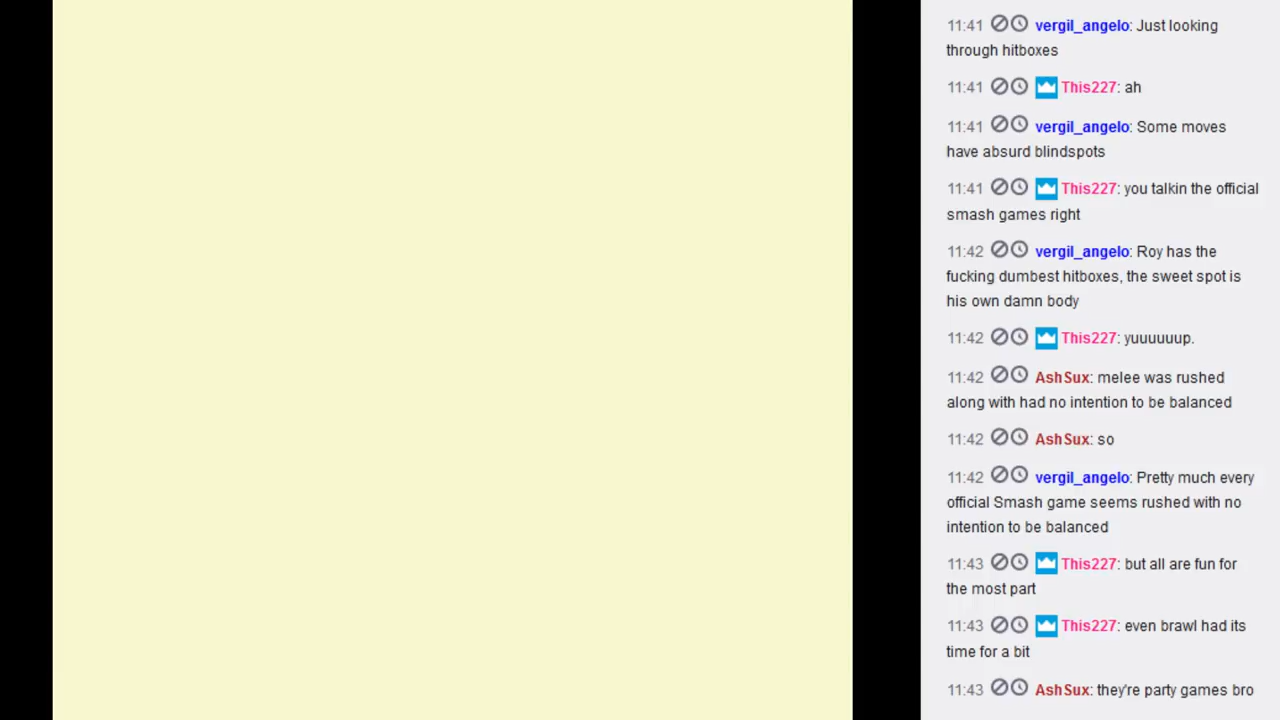 11:41 vergil_angelo: Just looking
through hitboxes
11:41 This227: ah
11:41 vergil_angelo: Some moves
have absurd blindspots
11:41 This227: you talkin the official
smash games right
11:42 vergil_angelo: Roy has the
fucking dumbest hitboxes, the sweet spot is
his own damn body
11:42 This227: yuuuuuup.
11:42 AshSux: melee was rushed
along with had no intention to be balanced
11:42 AshSux: so
11:42 vergil_angelo: Pretty much every
official Smash game seems rushed with no
intention to be balanced
11:43 This227: but all are fun for
the most part
11:43 This227: even brawl had its
time for a bit
11:43 AshSux: they're party games bro